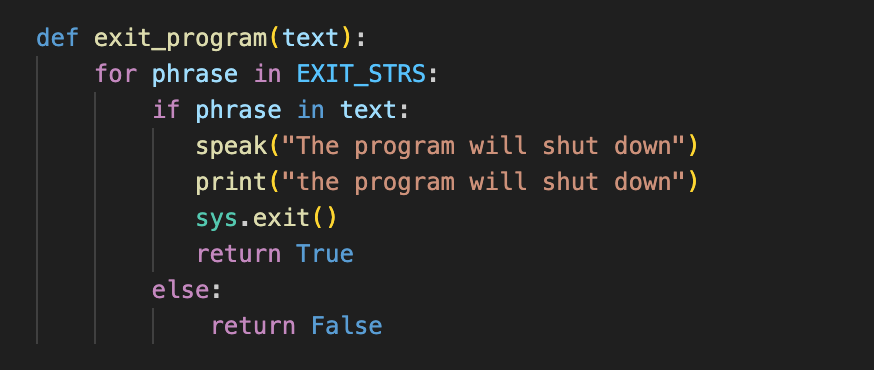 def exit_program(text):
    for phrase in EXIT_STRS:
        if phrase in text:
           speak("The program will shut down")
           print("the program will shut down")
           sys.exit()
           return True
        else:
            return False